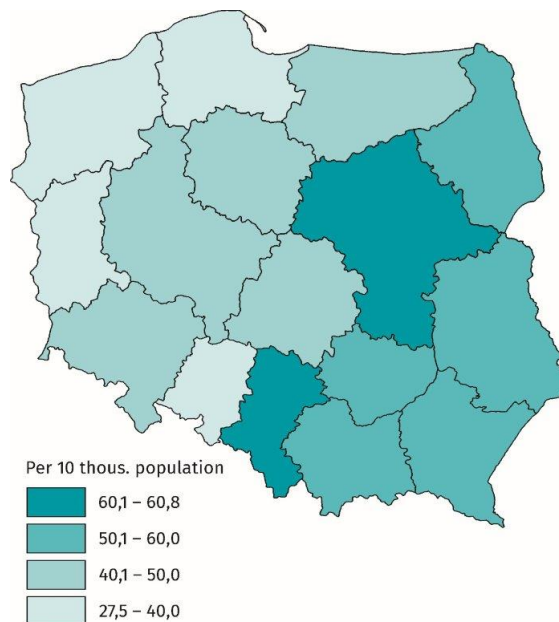 Per 10 thous. population
60,1 – 60,8
50,1 – 60,0
40,1 – 50,0
27,5 – 40,0